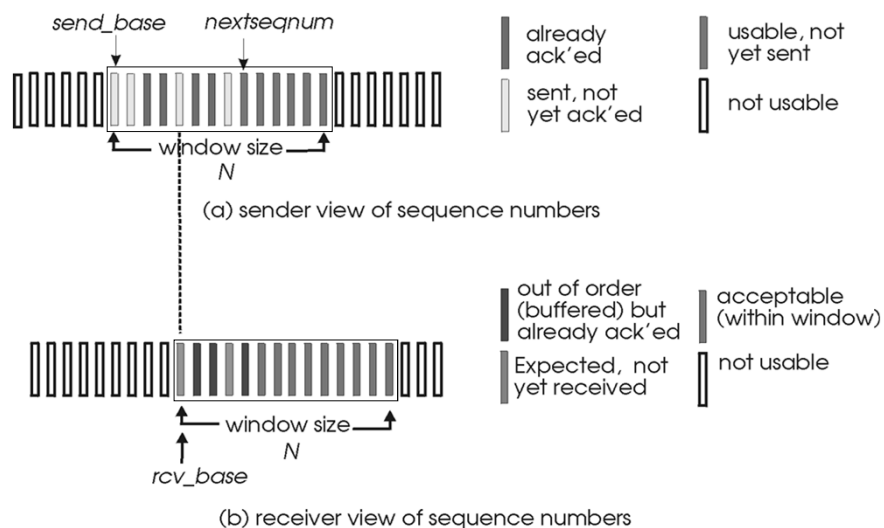 send_base nextseqnum
already
ack'ed
usable, not
yet sent
sent, not
yet ack'ed
not usable
window size
N
(a) sender view of sequence numbers
out of order
(buffered) but
already ack'ed
acceptable
(within window)
Expected, not
yet received
not usable
window size
N
rcv_base
(b) receiver view of sequence numbers